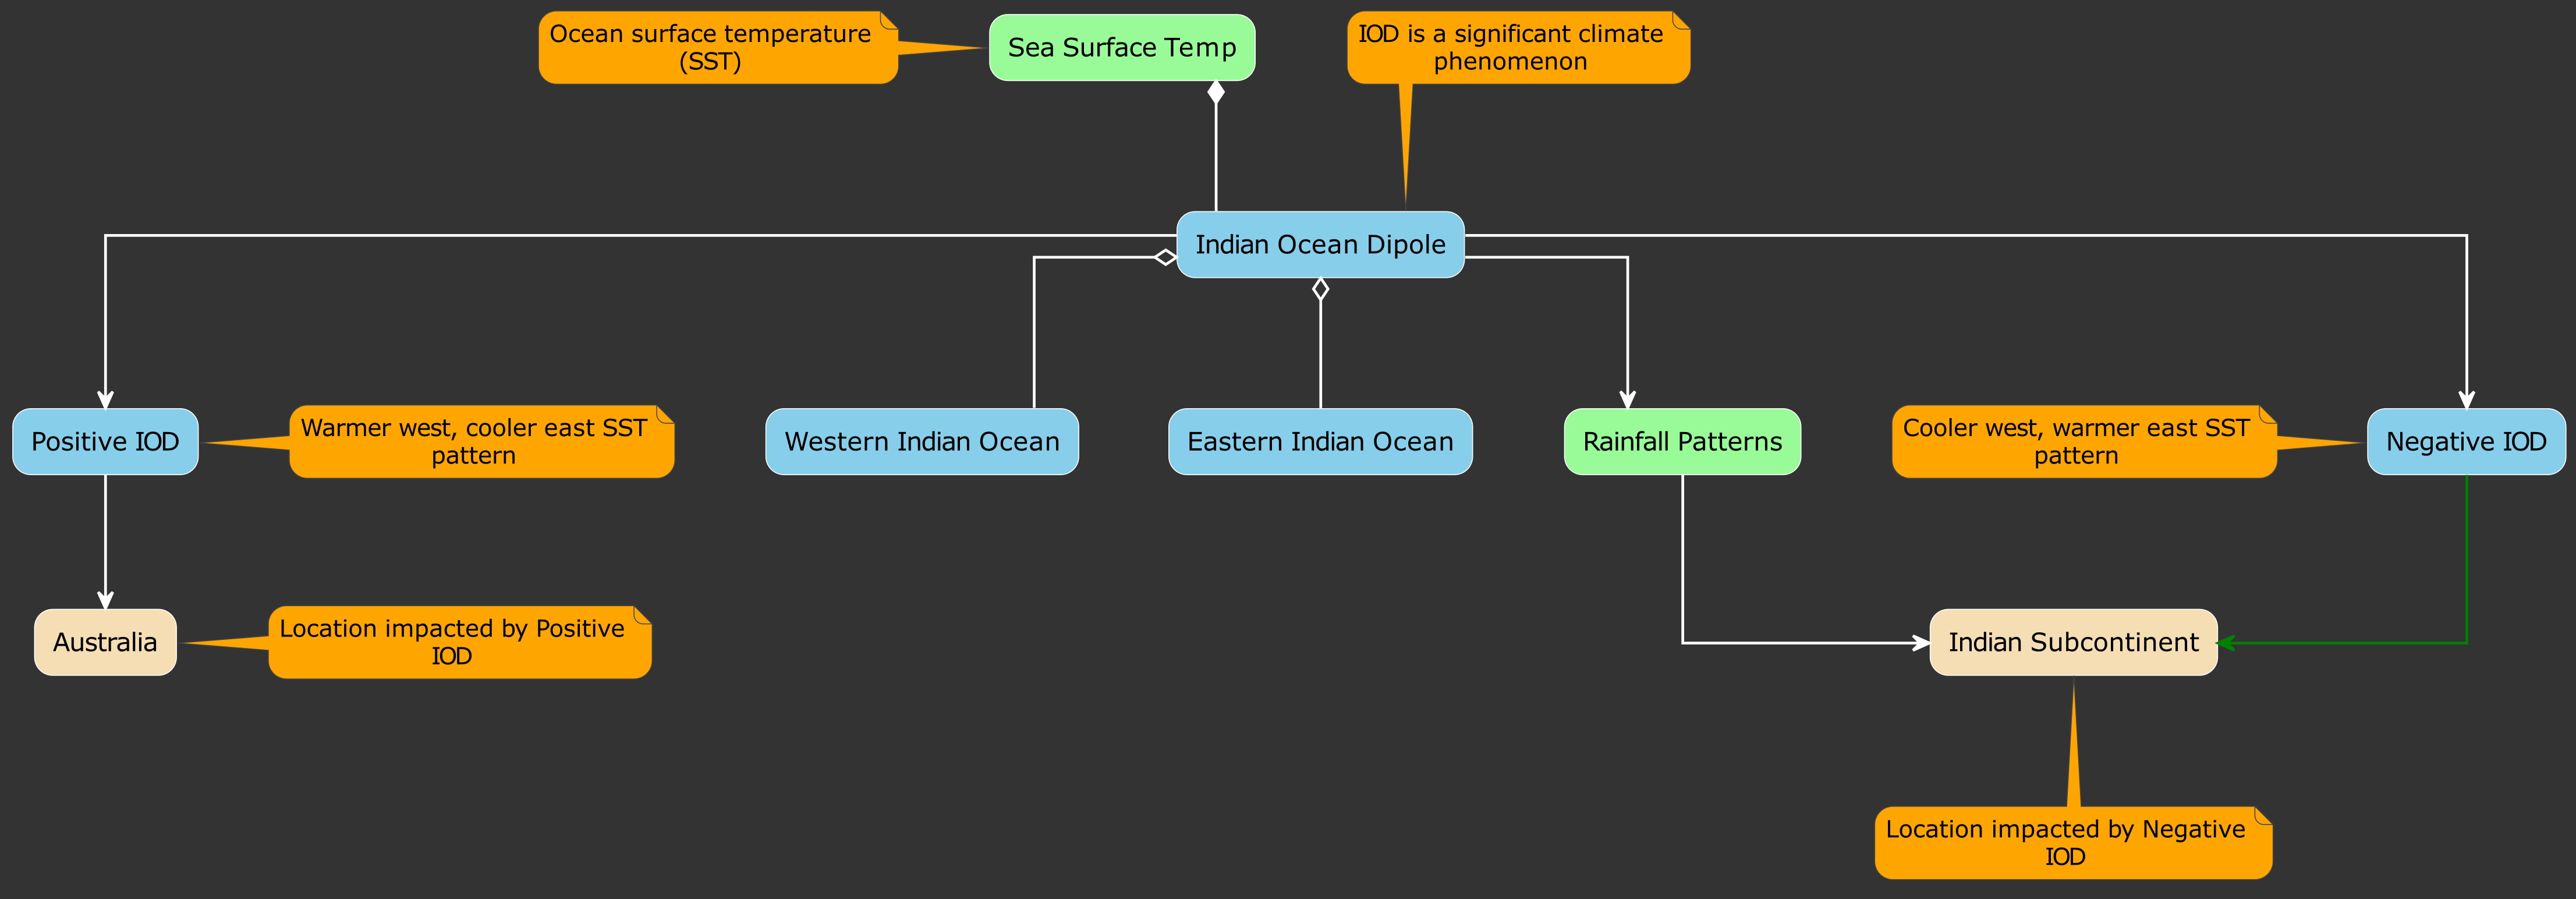 Ocean surface temperature
(SST)
Sea Surface Temp
IOD is a significant climate
phenomenon
Indian Ocean Dipole
Positive IOD
Warmer west, cooler east SST
pattern
Western Indian Ocean
Eastern Indian Ocean
Rainfall Patterns
Cooler west, warmer east SST
pattern
Negative IOD
Australia
Location impacted by Positive
IOD
Indian Subcontinent
Location impacted by Negative
IOD